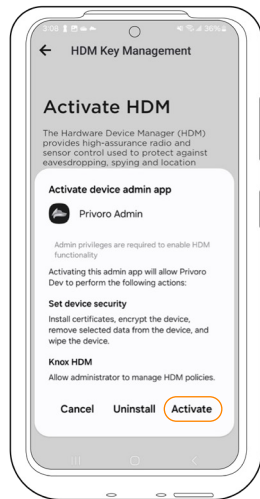 3:08
36%
HDM Key Management
Activate HDM
The Hardware Device Manager (HDM)
provides high-assurance radio and
sensor control used to protect against
eavesdropping, spying and location
Activate device admin app
Privoro Admin
Admin privileges are required to enable HDM
functionality
Activating this admin app will allow Privoro
Dev to perform the following actions:
Set device security
Install certificates, encrypt the device,
remove selected data from the device, and
wipe the device.
Knox HDM
Allow administrator to manage HDM policies.
Cancel Uninstall Activate